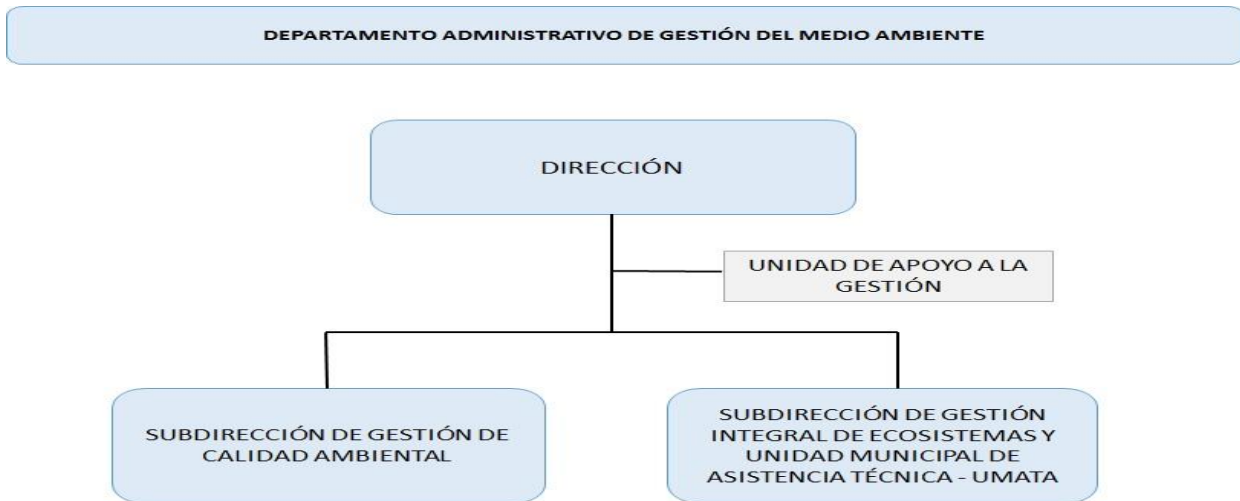 DEPARTAMENTO ADMINISTRATIVO DE GESTIÓN DEL MEDIO AMBIENTE
DIRECCIÓN
UNIDAD DE APOYO A LA
GESTIÓN
SUBDIRECCIÓN DE GESTIÓN DE
CALIDAD AMBIENTAL
SUBDIRECCIÓN DE GESTIÓN
INTEGRAL DE ECOSISTEMAS Y
UNIDAD MUNICIPAL DE
ASISTENCIA TÉCNICA - UMATA